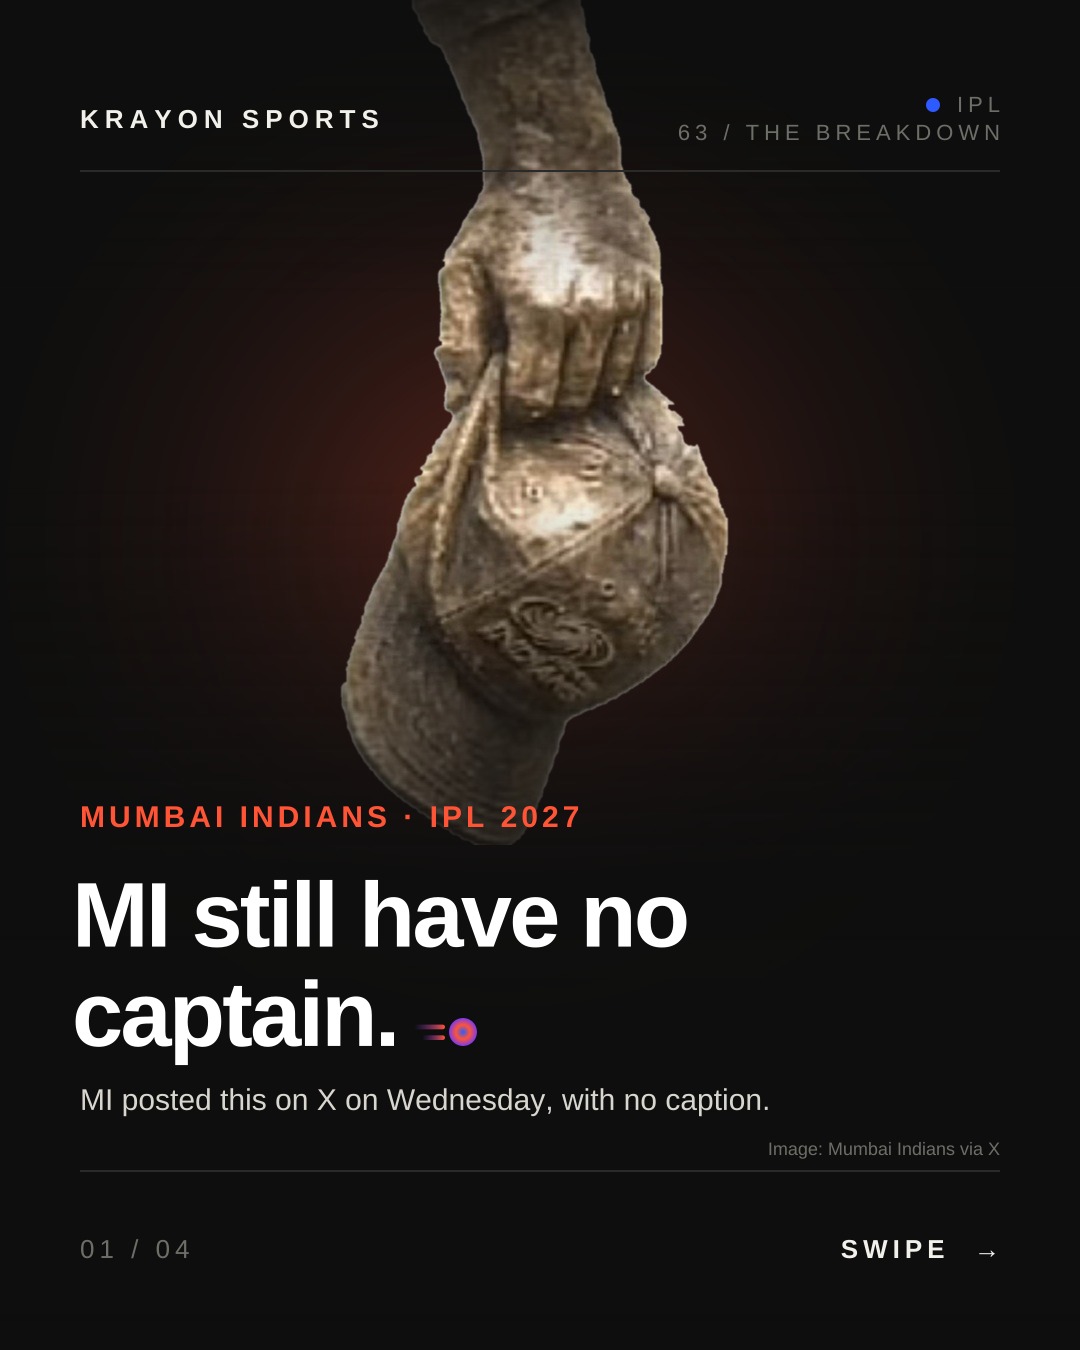 KRAYON SPORTS
IPL
63 / THE BREAKDOWN
INDIANS
MUMBAI INDIANS · IPL 2027
MI still have no
captain.
MI posted this on X on Wednesday, with no caption.
Image: Mumbai Indians via X
01 / 04
SWIPE →